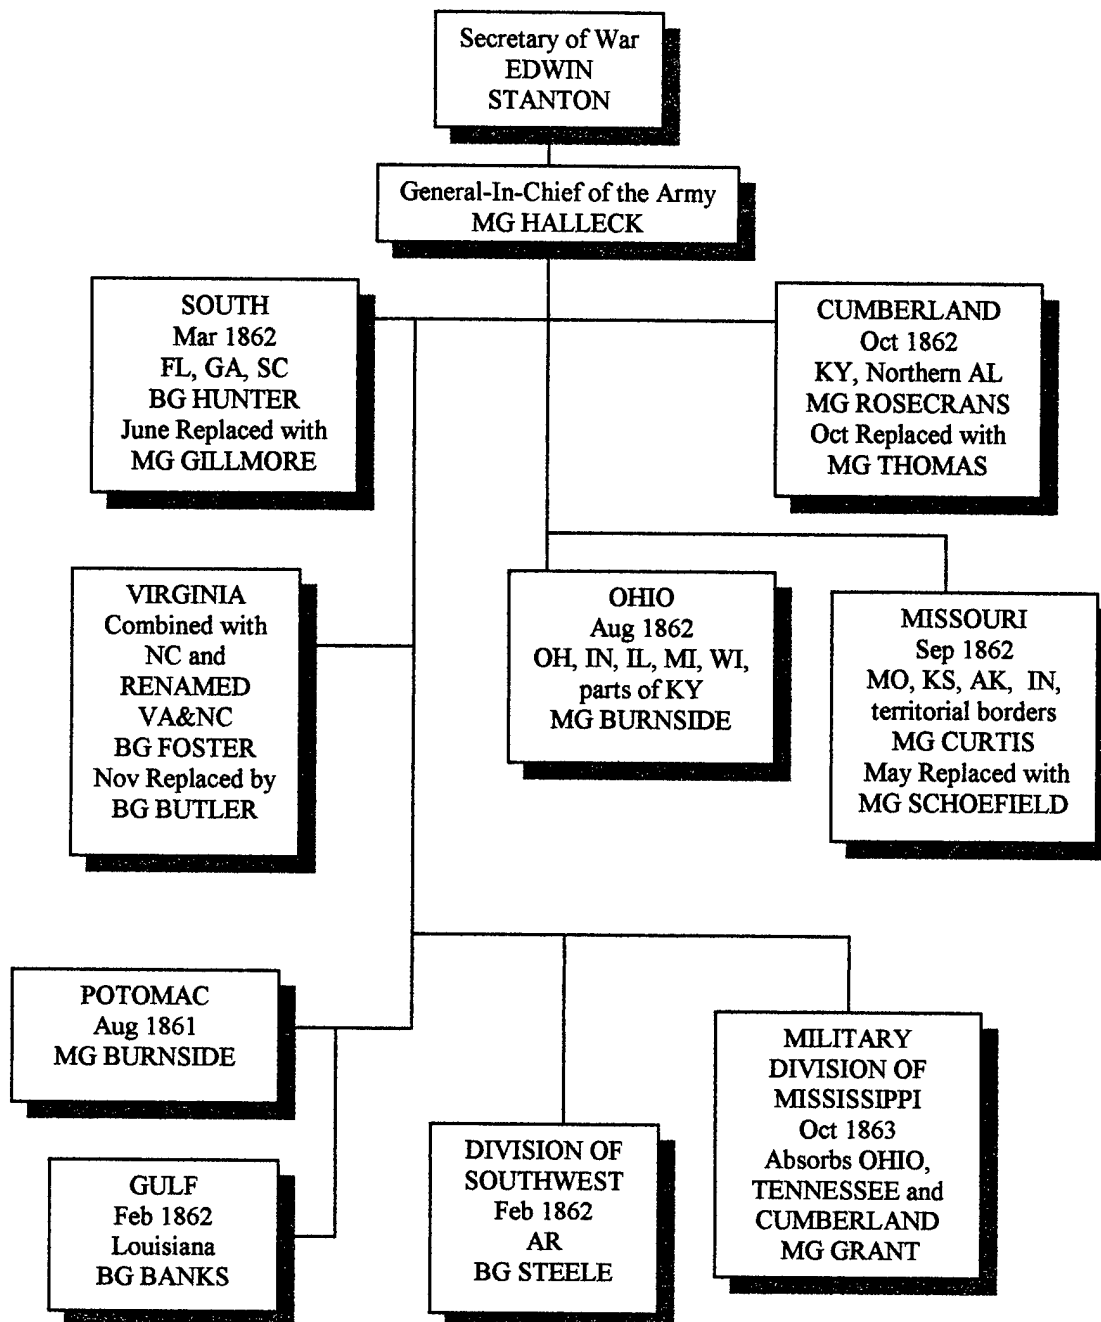 Secretary of War
EDWIN
STANTON
General-In-Chief of the Army
MG HALLECK
SOUTH
Mar 1862
FL, GA, SC
BG HUNTER
June Replaced with
MG GILLMORE
CUMBERLAND
Oct 1862
KY, Northern AL
MG ROSECRANS
Oct Replaced with
MG THOMAS
VIRGINIA
Combined with
NC and
RENAMED
VA&NC
BG FOSTER
Nov Replaced by
BG BUTLER
OHIO
Aug 1862
OH, IN, IL, MI, WI,
parts of KY
MG BURNSIDE
MISSOURI
Sep 1862
MO, KS, AK, IN,
territorial borders
MG CURTIS
May Replaced with
MG SCHOEFIELD
POTOMAC
Aug 1861
MG BURNSIDE
GULF
Feb 1862
Louisiana
BG BANKS
DIVISION OF
SOUTHWEST
Feb 1862
AR
BG STEELE
MILITARY
DIVISION OF
MISSISSIPPI
Oct 1863
Absorbs OHIO,
TENNESSEE and
CUMBERLAND
MG GRANT